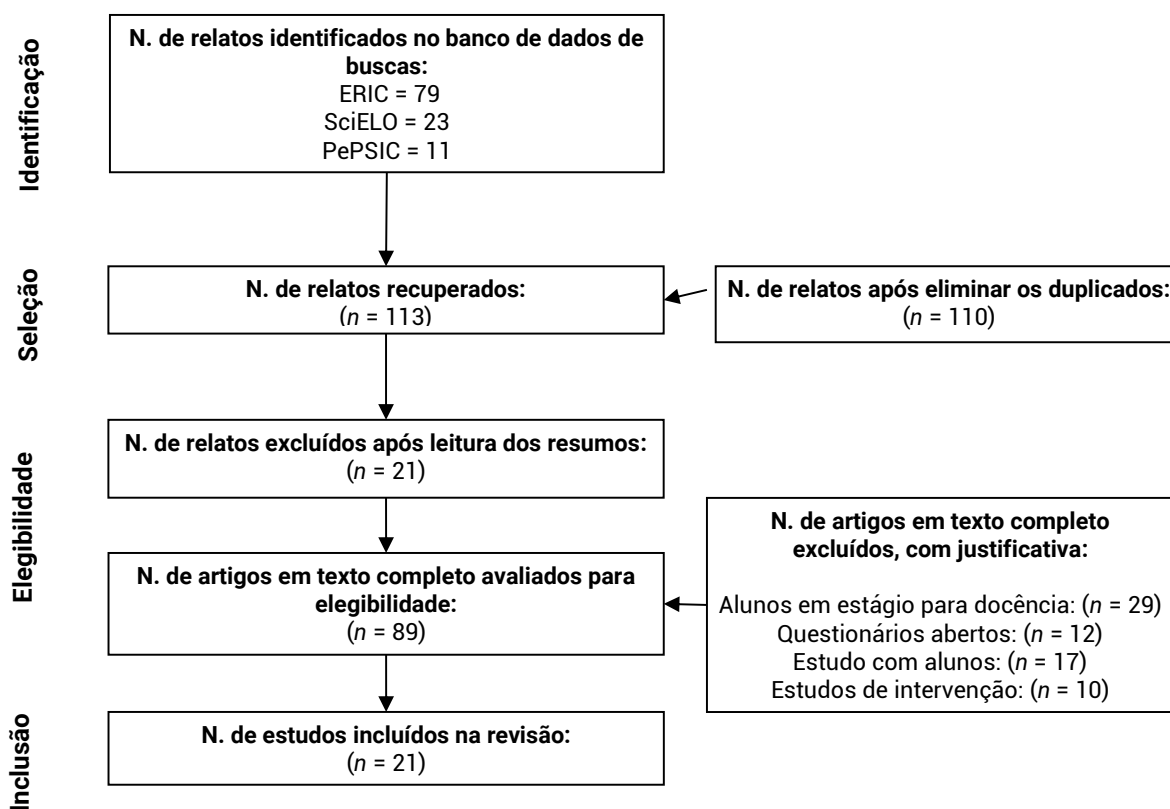 Identificação
N. de relatos identificados no banco de dados de
buscas:
ERIC = 79
SciELO = 23
PePSIC = 11
Seleção
N. de relatos recuperados:
(n = 113)
N. de relatos após eliminar os duplicados:
(n = 110)
Elegibilidade
N. de relatos excluídos após leitura dos resumos:
(n = 21)
N. de artigos em texto completo avaliados para
elegibilidade:
(n = 89)
N. de artigos em texto completo
excluídos, com justificativa:
Alunos em estágio para docência: (n = 29)
Questionários abertos: (n = 12)
Estudo com alunos: (n = 17)
Estudos de intervenção: (n = 10)
Inclusão
N. de estudos incluídos na revisão:
(n = 21)